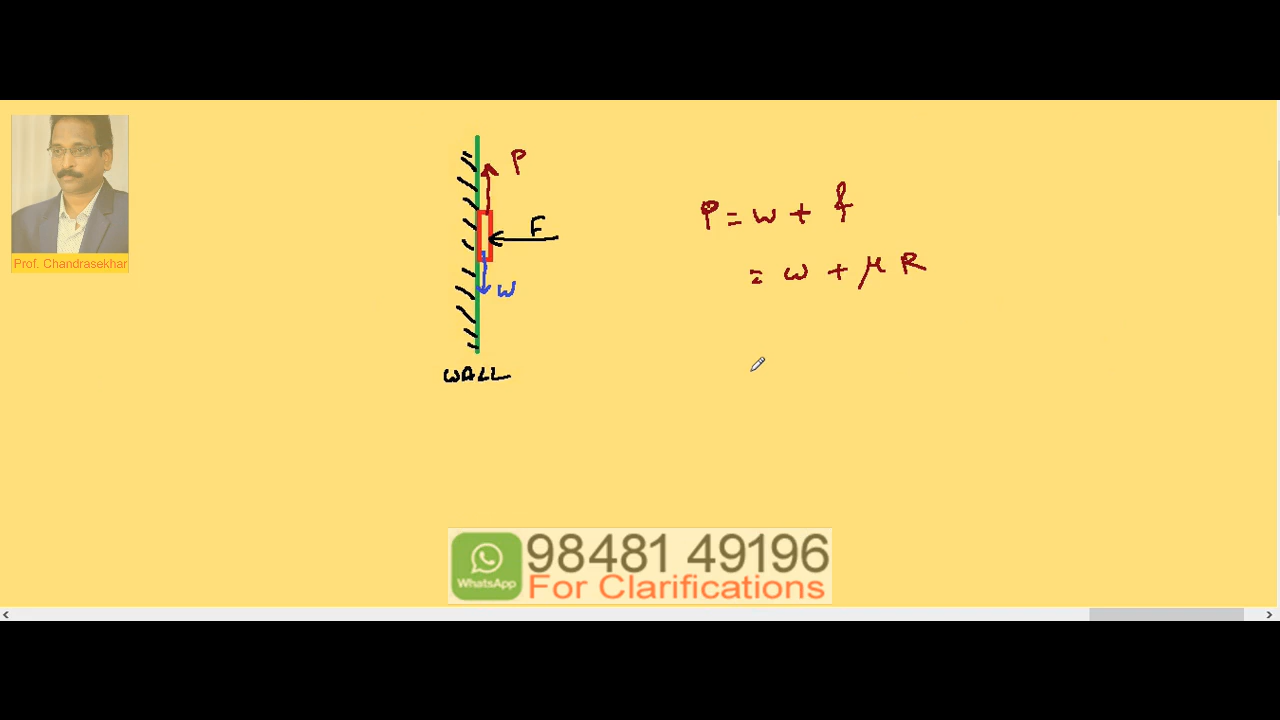 Prof. Chandrasekhar
P
F
W
WALL
P = w + f
= w + μ R
WhatsApp
98481 49196
For Clarifications